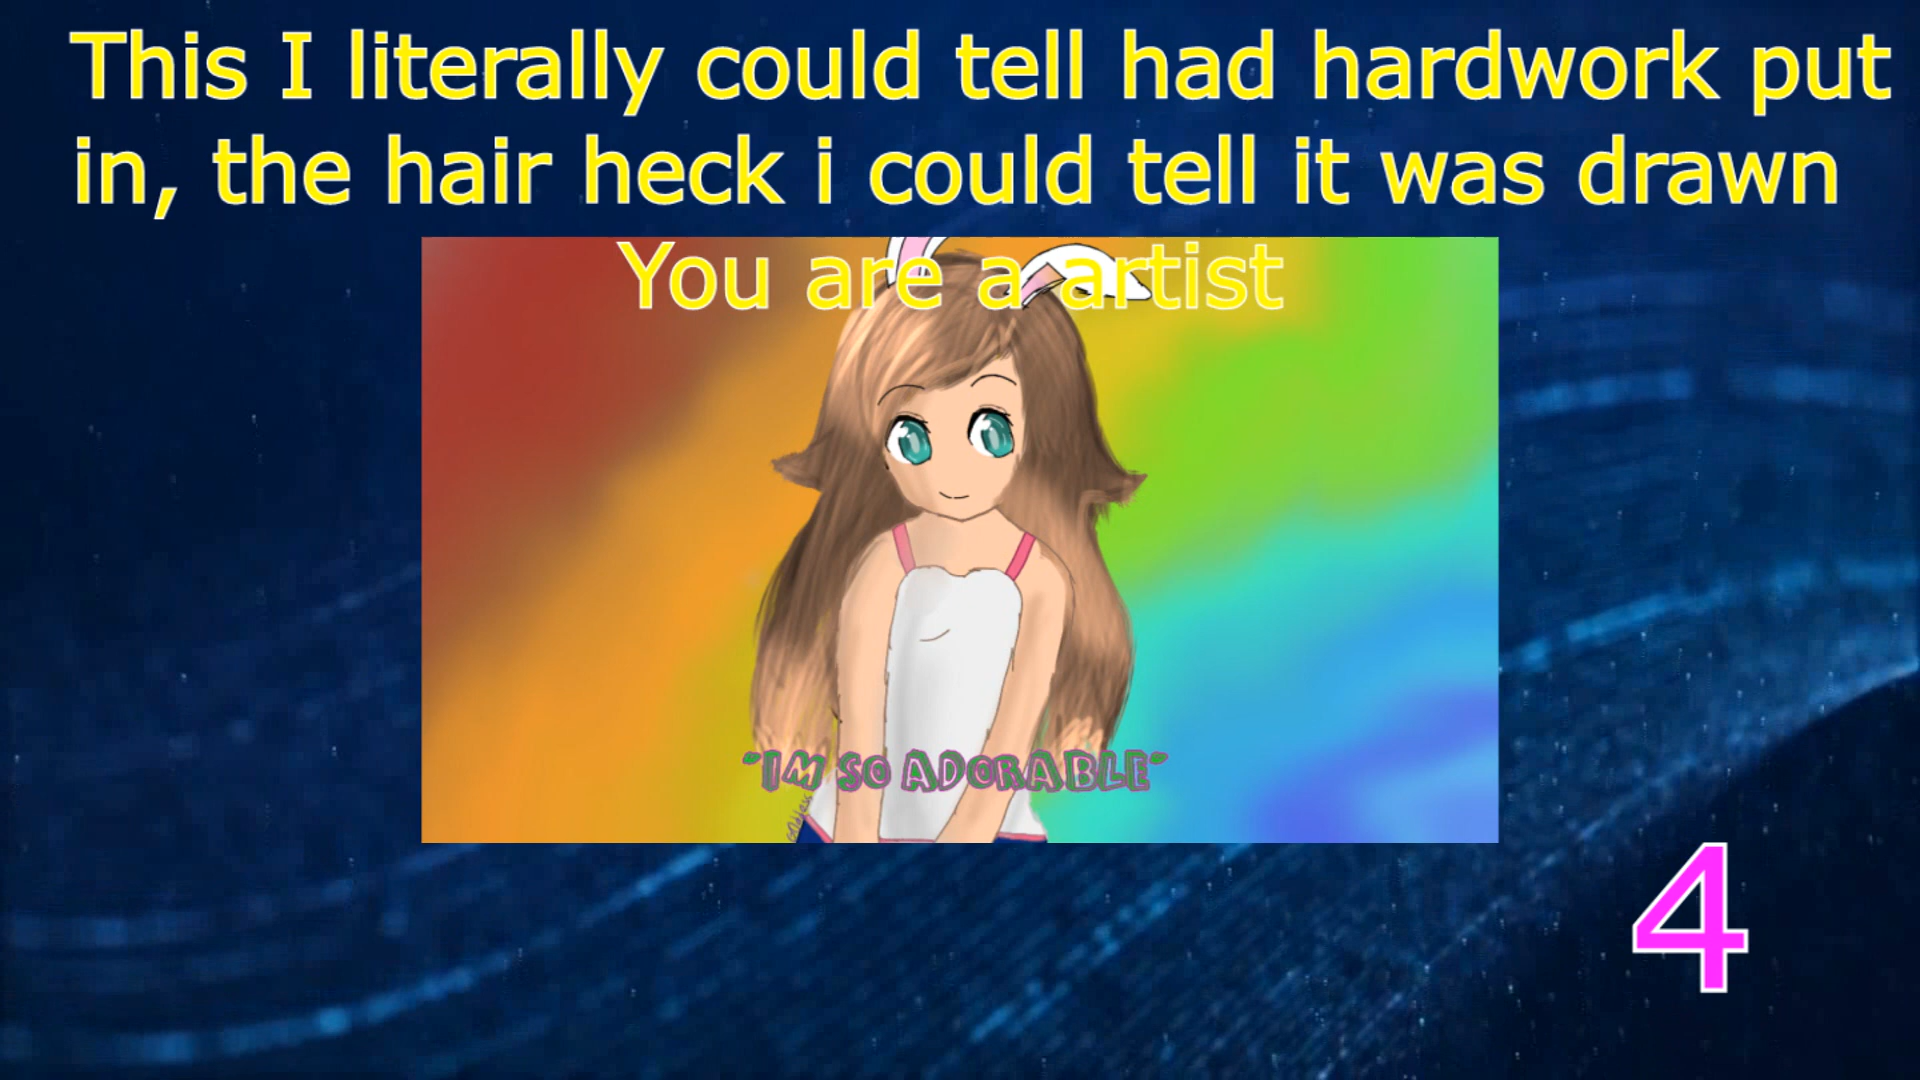 This I literally could tell had hardwork put
in, the hair heck i could tell it was drawn
You are a artist
"IM SO ADORABLE"
4